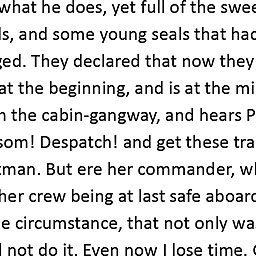 what he does, yet full of the swee
ls, and some young seals that had
ged. They declared that now they
at the beginning, and is at the mi
n the cabin-gangway, and hears P
som! Despatch! and get these tra
tman. But ere her commander, wh
her crew being at last safe aboard
e circumstance, that not only was
l not do it. Even now I lose time.